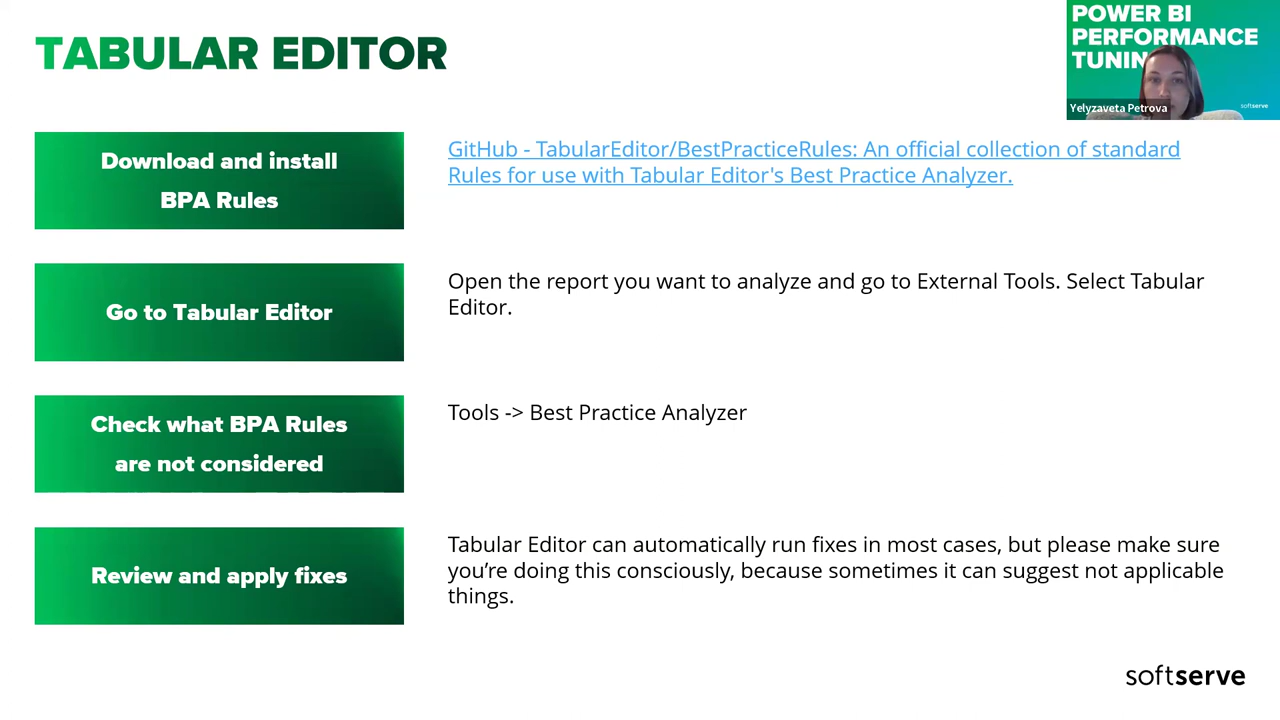 TABULAR EDITOR
POWER BI
PERFORMANCE
TUNIN
Yelyzaveta Petrova
softserve
Download and install
BPA Rules
GitHub - TabularEditor/BestPracticeRules: An official collection of standard
Rules for use with Tabular Editor's Best Practice Analyzer.
Go to Tabular Editor
Open the report you want to analyze and go to External Tools. Select Tabular
Editor.
Check what BPA Rules
are not considered
Tools -> Best Practice Analyzer
Review and apply fixes
Tabular Editor can automatically run fixes in most cases, but please make sure
you’re doing this consciously, because sometimes it can suggest not applicable
things.
softserve